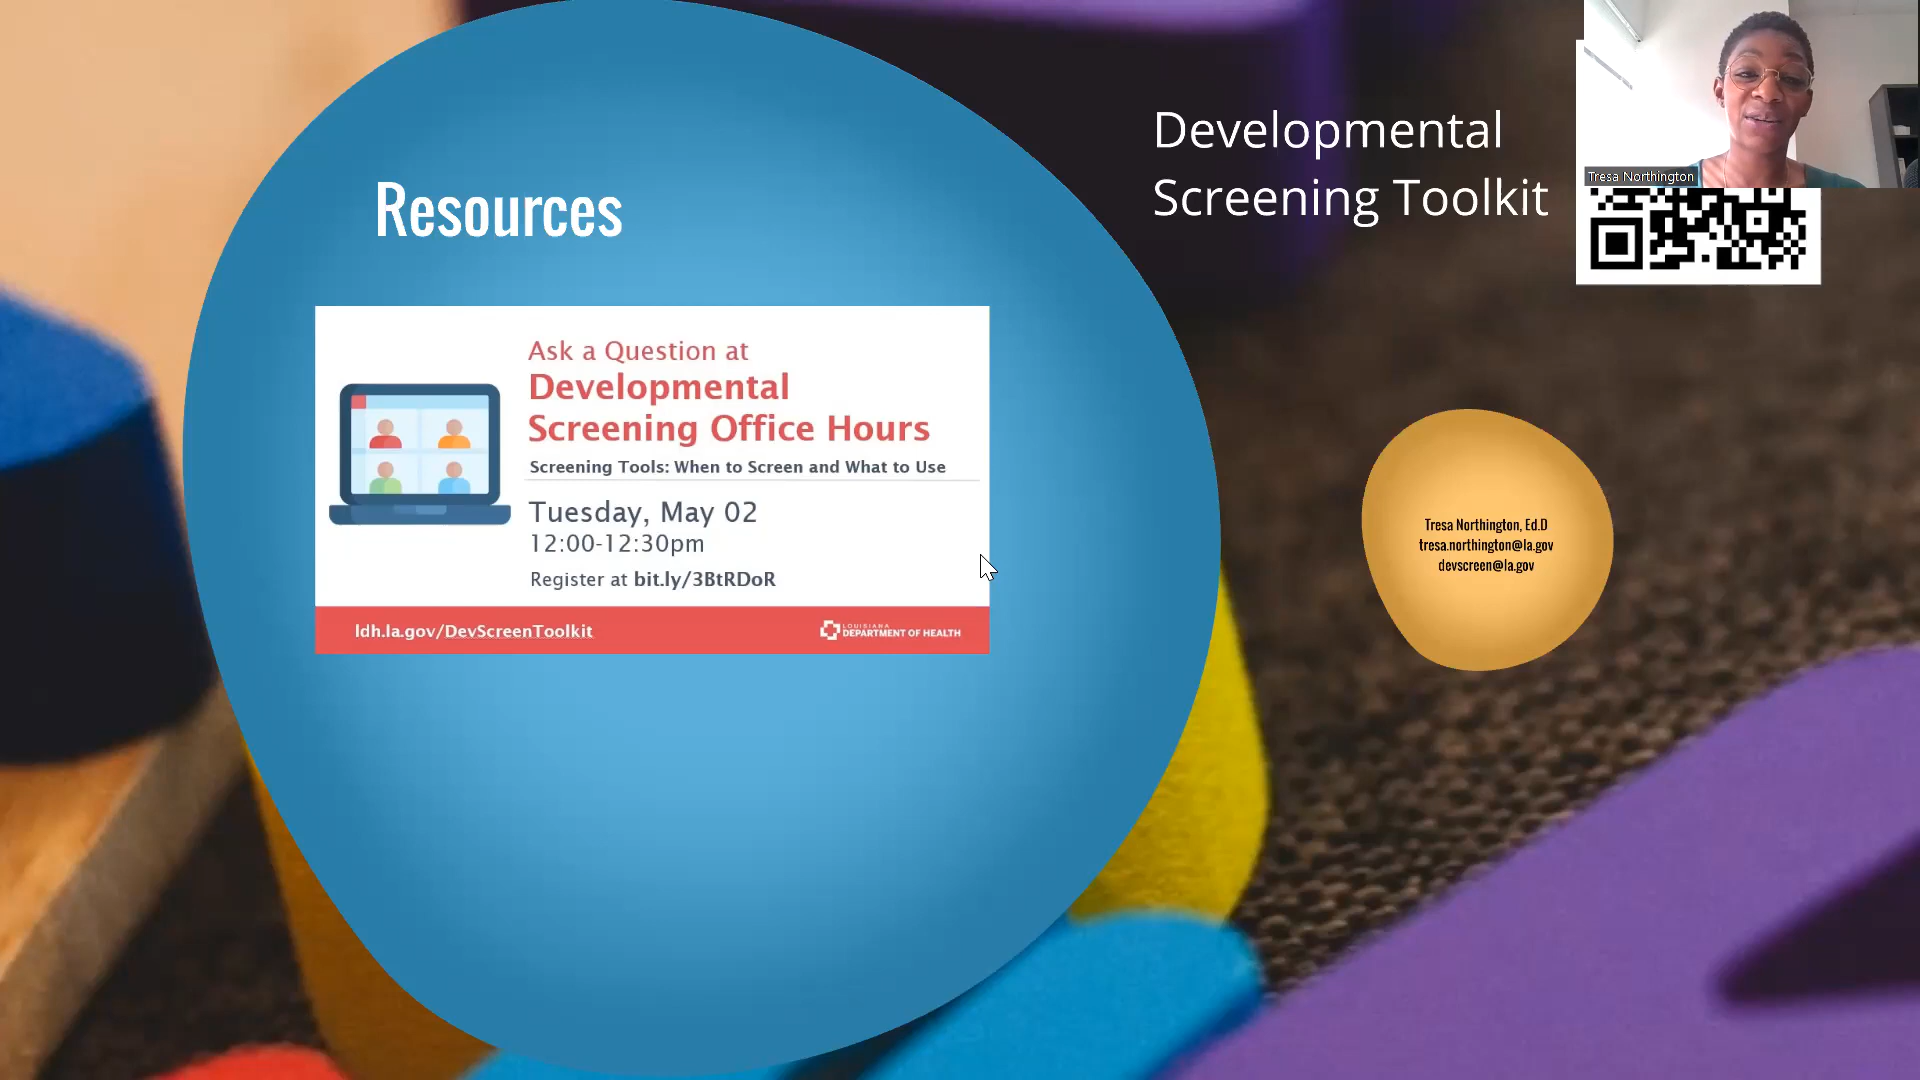 Resources
Ask a Question at
Developmental
Screening Office Hours
Screening Tools: When to Screen and What to Use
Tuesday, May 02
12:00-12:30pm
Register at bit.ly/3BtRDoR
ldh.la.gov/DevScreenToolkit
LOUISIANA
DEPARTMENT OF HEALTH
Developmental
Screening Toolkit
Tresa Northington
Tresa Northington, Ed.D
tresa.northington@la.gov
devscreen@la.gov